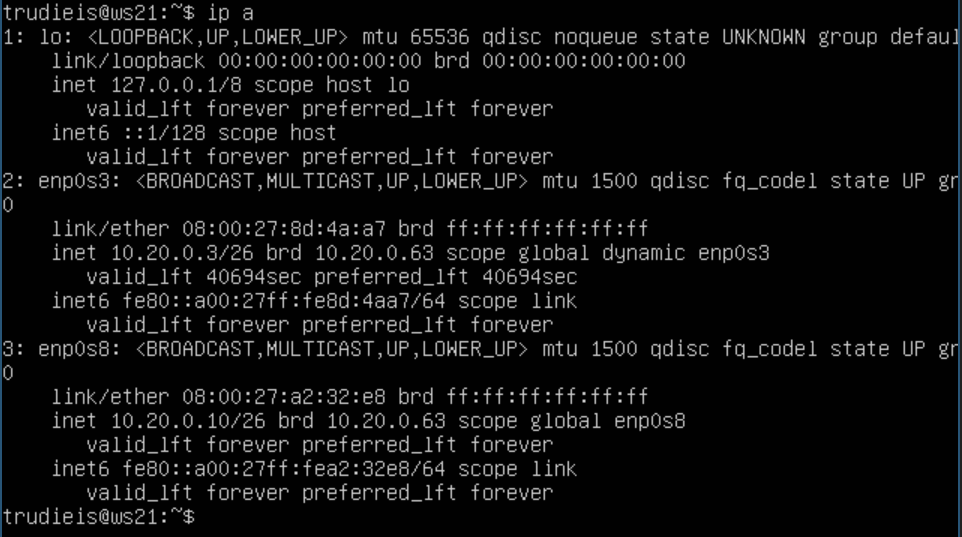 trudieis@ws21:~$ ip a
1: lo: <LOOPBACK,UP,LOWER_UP> mtu 65536 qdisc noqueue state UNKNOWN group defaul
    link/loopback 00:00:00:00:00:00 brd 00:00:00:00:00:00
    inet 127.0.0.1/8 scope host lo
       valid_lft forever preferred_lft forever
    inet6 ::1/128 scope host
       valid_lft forever preferred_lft forever
2: enp0s3: <BROADCAST,MULTICAST,UP,LOWER_UP> mtu 1500 qdisc fq_codel state UP gr
0
    link/ether 08:00:27:8d:4a:a7 brd ff:ff:ff:ff:ff:ff
    inet 10.20.0.3/26 brd 10.20.0.63 scope global dynamic enp0s3
       valid_lft 40694sec preferred_lft 40694sec
    inet6 fe80::a00:27ff:fe8d:4aa7/64 scope link
       valid_lft forever preferred_lft forever
3: enp0s8: <BROADCAST,MULTICAST,UP,LOWER_UP> mtu 1500 qdisc fq_codel state UP gr
0
    link/ether 08:00:27:a2:32:e8 brd ff:ff:ff:ff:ff:ff
    inet 10.20.0.10/26 brd 10.20.0.63 scope global enp0s8
       valid_lft forever preferred_lft forever
    inet6 fe80::a00:27ff:fea2:32e8/64 scope link
       valid_lft forever preferred_lft forever
trudieis@ws21:~$